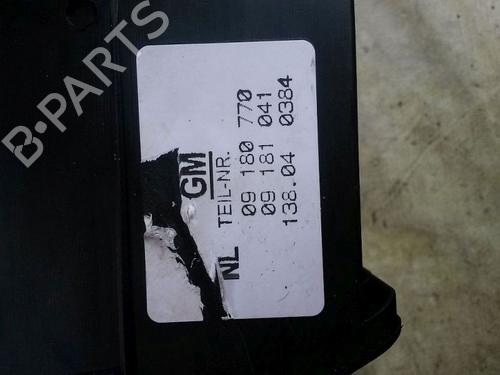 GM
TEIL-NR.
NL 09 180 770
09 181 041
138.04 0384
B-PARTS